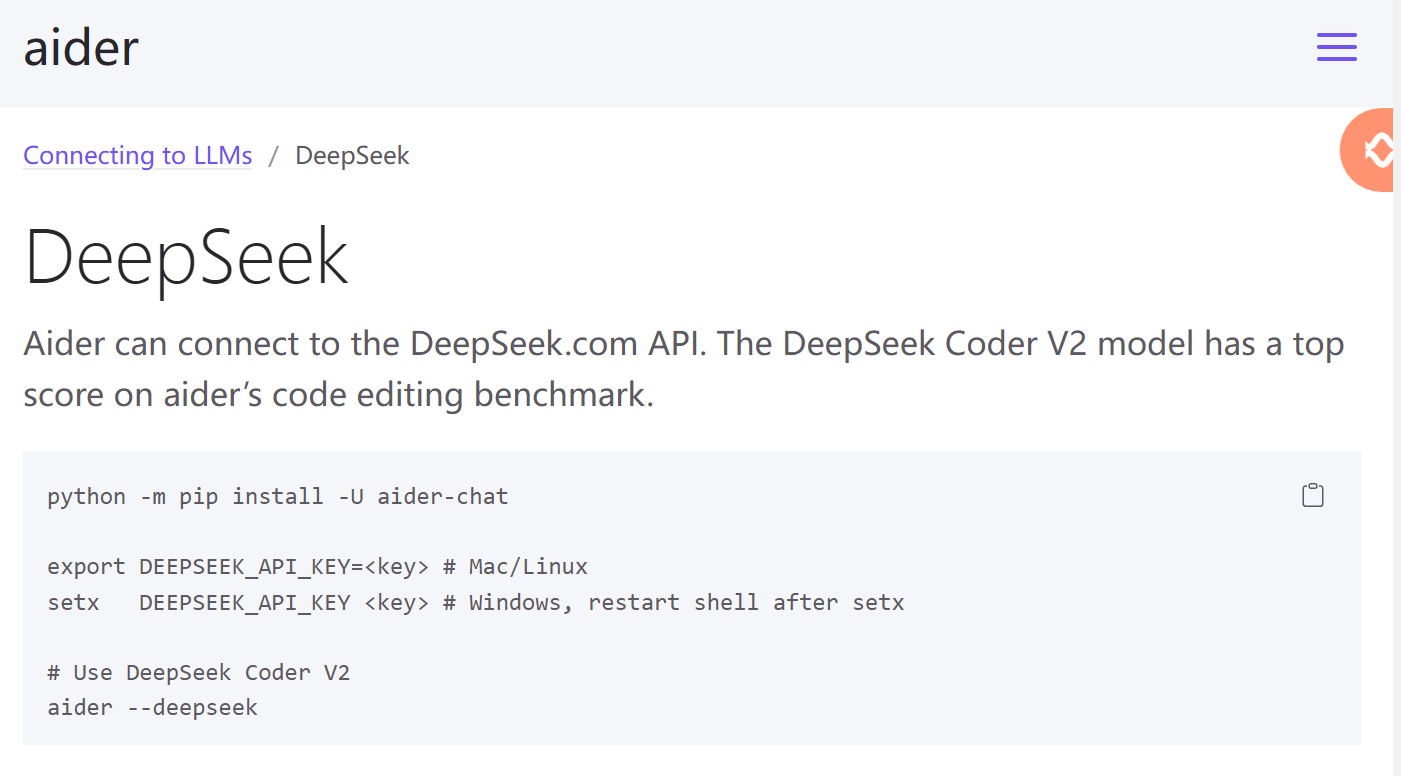 aider
Connecting to LLMs / DeepSeek
DeepSeek
Aider can connect to the DeepSeek.com API. The DeepSeek Coder V2 model has a top
score on aider’s code editing benchmark.
python -m pip install -U aider-chat
export DEEPSEEK_API_KEY=<key> # Mac/Linux
setx   DEEPSEEK_API_KEY <key> # Windows, restart shell after setx
# Use DeepSeek Coder V2
aider --deepseek